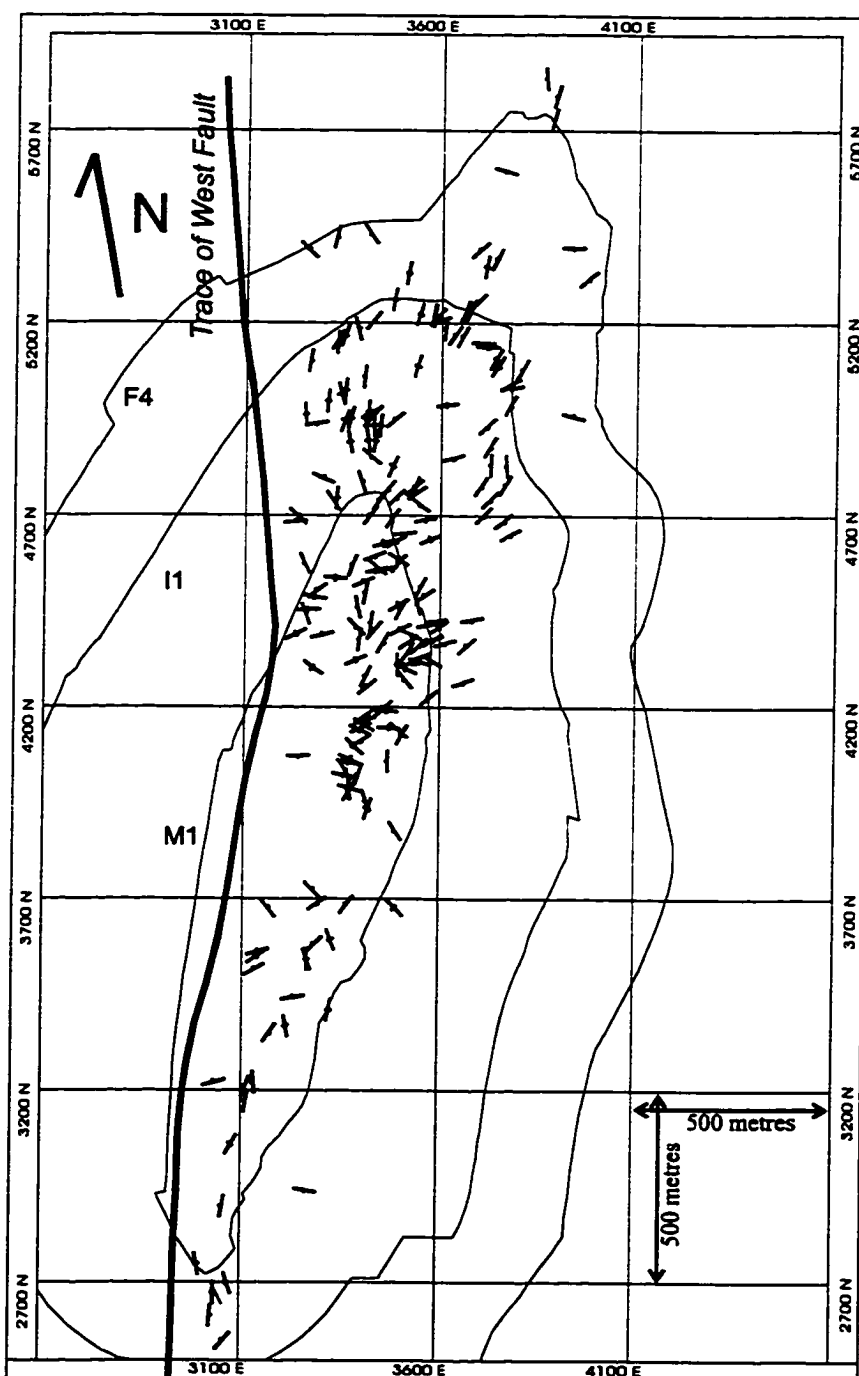 3100 E 3600 E 4100 E
5700 N 5700 N
N
Trace of West Fault
5200 N 5200 N
F4
4700 N 4700 N
I1
4200 N 4200 N
M1
3700 N 3700 N
3200 N 3200 N
500 metres
500 metres
2700 N 2700 N
3100 E 3600 E 4100 E